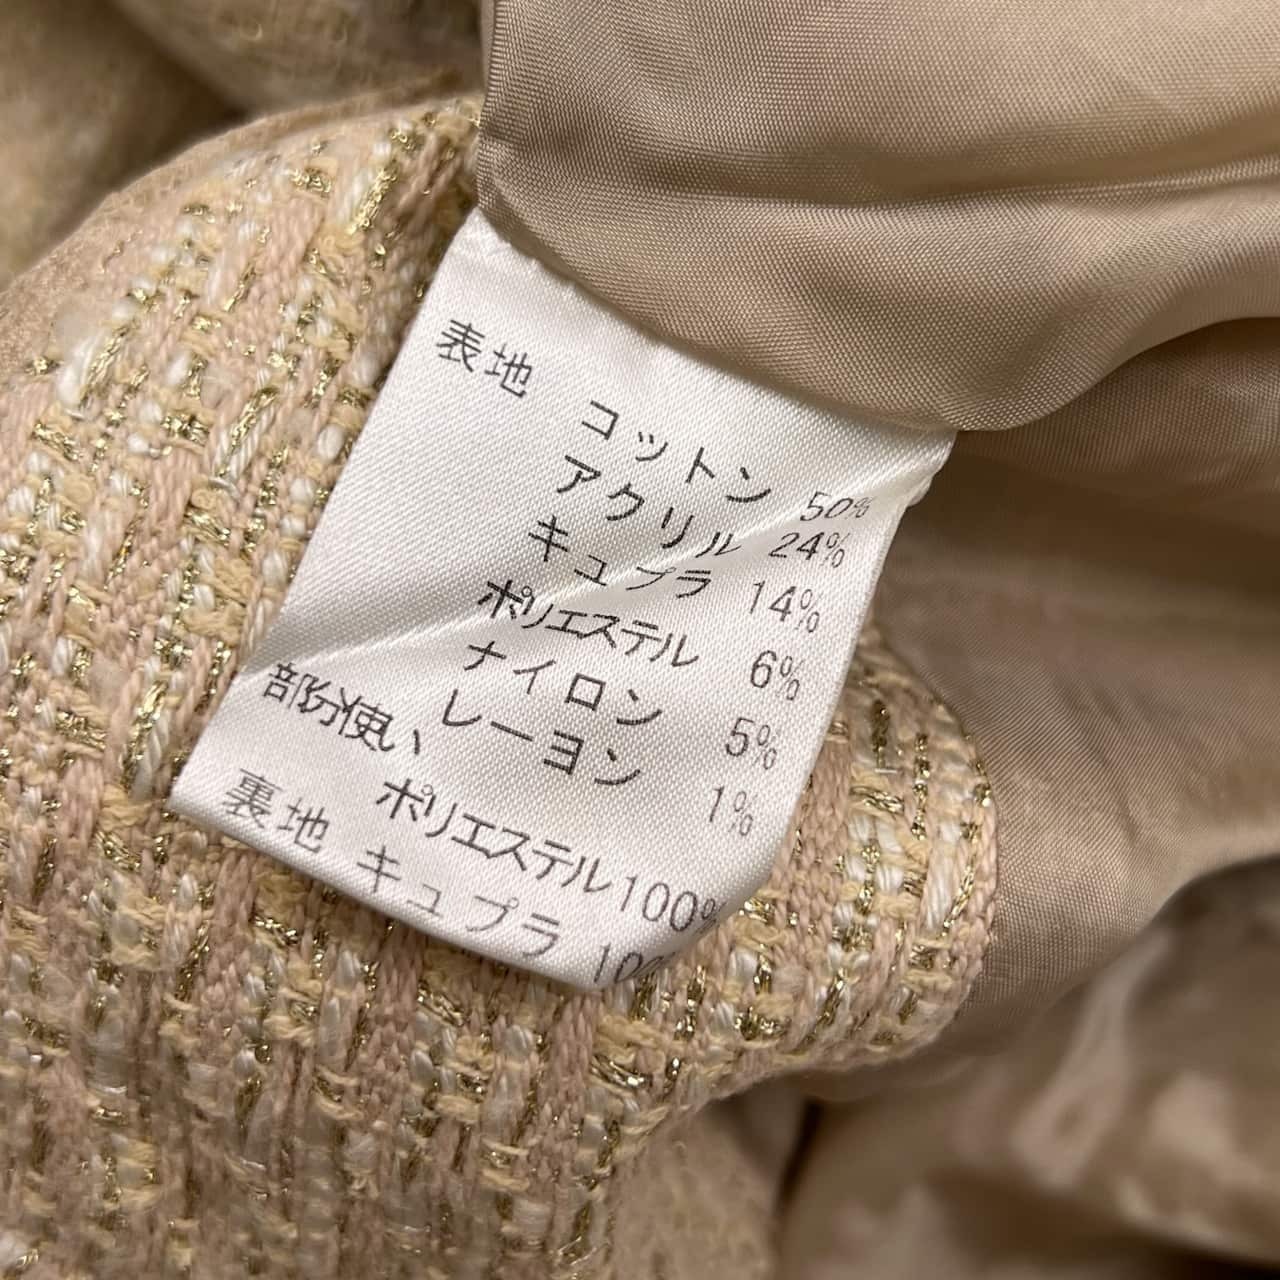 表地 コットン 50%
アクリル 24%
キュプラ 14%
ポリエステル 6%
ナイロン 5%
レーヨン 1%
部分使い
ポリエステル100%
裏地 キュプラ 100%